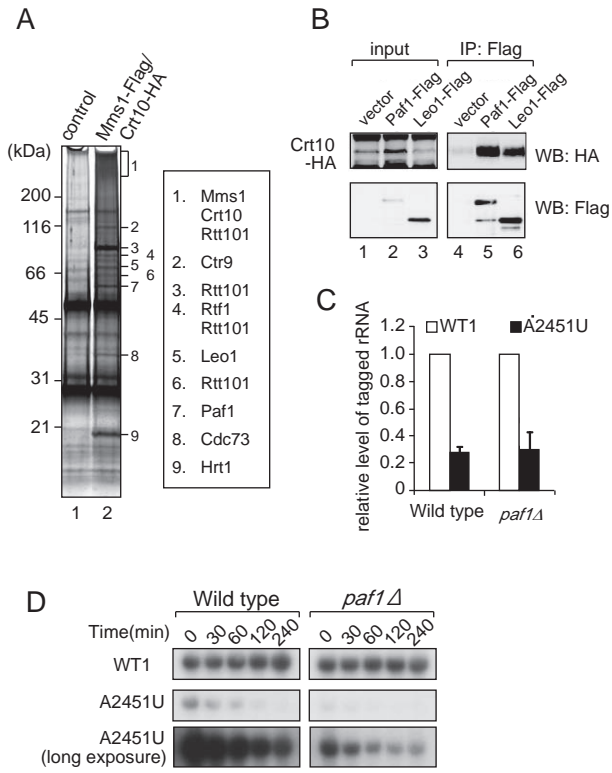 A
control
Mms1-Flag/
Crt10-HA
(kDa)
200
116
66
45
31
21
1
2
3
4
5
6
7
8
9
1 2
1. Mms1
Crt10
Rtt101
2. Ctr9
3. Rtt101
4. Rtf1
Rtt101
5. Leo1
6. Rtt101
7. Paf1
8. Cdc73
9. Hrt1
B
input IP: Flag
vector Paf1-Flag Leo1-Flag vector Paf1-Flag Leo1-Flag
Crt10
-HA
WB: HA
WB: Flag
1 2 3 4 5 6
C
WT1 A2451U
relative level of tagged rRNA
1.2
1.0
0.8
0.6
0.4
0.2
0
Wild type paf1Δ
D
Wild type paf1Δ
Time(min) 0 30 60 120 240 0 30 60 120 240
WT1
A2451U
A2451U
(long exposure)